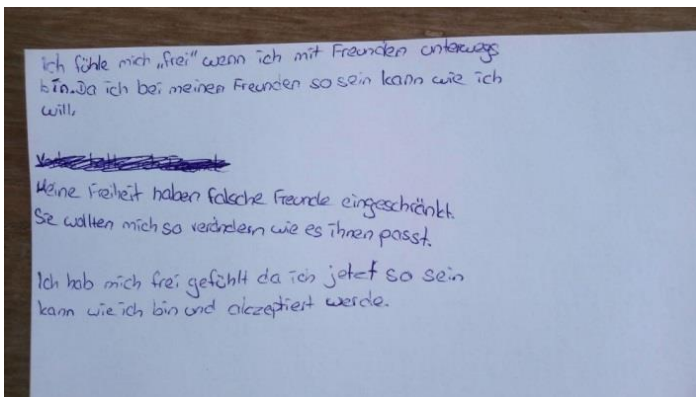 ich fühle mich „frei" wenn ich mit Freunden unterwegs
bin. Da ich bei meinen Freunden so sein kann wie ich
will,
Meine Freiheit haben falsche Freunde eingeschränkt.
Sie wollten mich so verändern wie es ihnen passt.
Ich hab mich frei gefühlt da ich jetzt so sein
kann wie ich bin und akzeptiert werde.